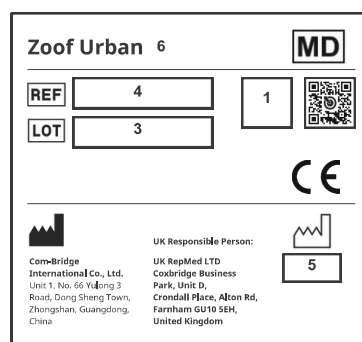 Zoof Urban 6
MD
REF 4
1
LOT 3
CE
UK Responsible Person:
Com-Bridge
International Co., Ltd.
Unit 1, No. 66 Yulong 3
Road, Dong Sheng Town,
Zhongshan, Guangdong,
China
UK RepMed LTD
Coxbridge Business
Park, Unit D,
Crondall Place, Alton Rd,
Farnham GU10 5EH,
United Kingdom
5